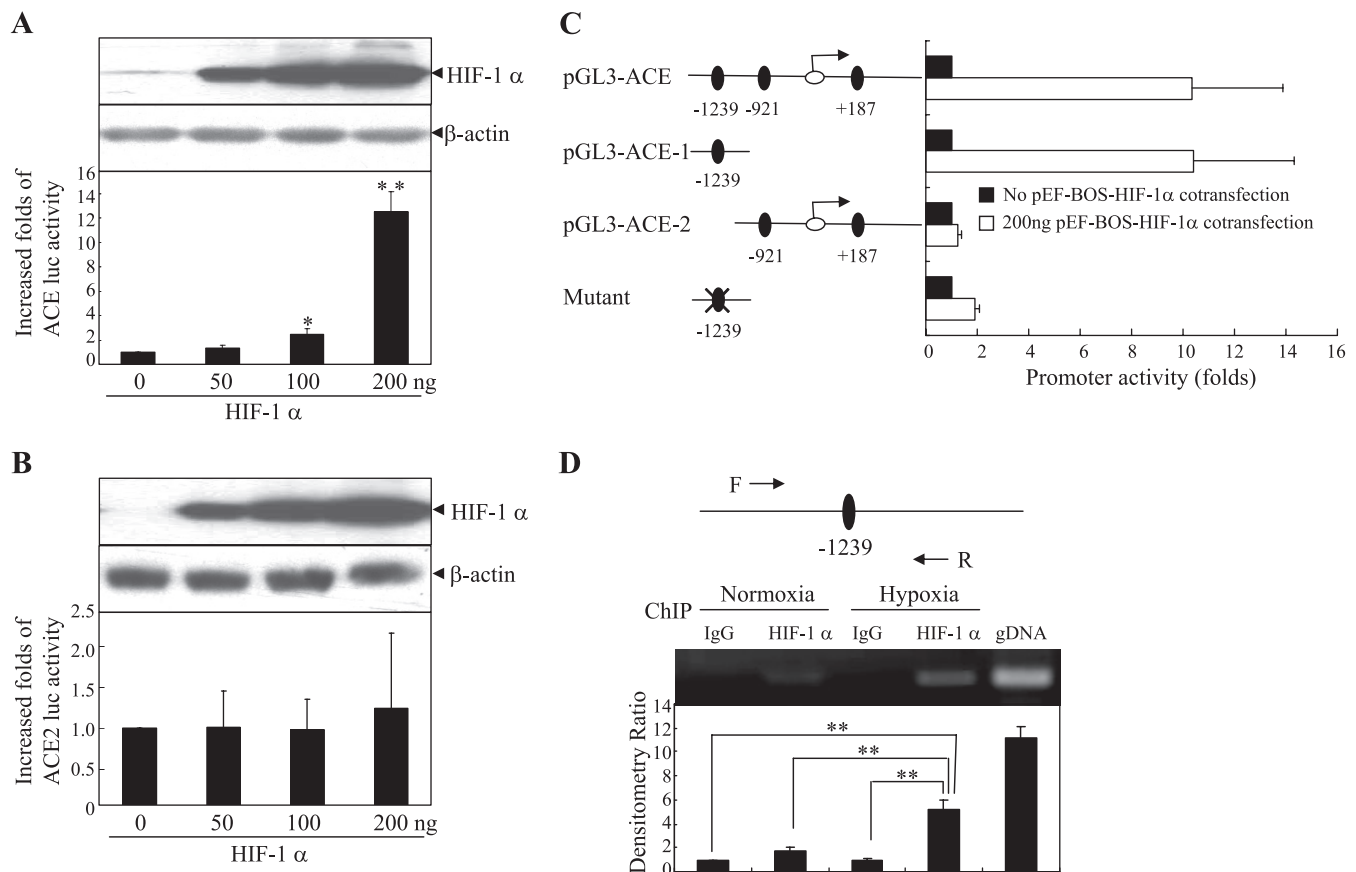 A
HIF-1 α
β-actin
Increased folds of
ACE luc activity
16
14
12
10
8
6
4
2
0
*
* *
0 50 100 200 ng
HIF-1 α
B
HIF-1 α
β-actin
Increased folds of
ACE2 luc activity
2.5
2.0
1.5
1.0
0.5
0
0 50 100 200 ng
HIF-1 α
C
pGL3-ACE
-1239 -921 +187
pGL3-ACE-1
-1239
pGL3-ACE-2
-921 +187
Mutant
-1239
No pEF-BOS-HIF-1α cotransfection
200ng pEF-BOS-HIF-1α cotransfection
0 2 4 6 8 10 12 14 16
Promoter activity (folds)
D
F
-1239
R
ChIP
Normoxia Hypoxia
IgG HIF-1 α IgG HIF-1 α gDNA
Densitometry Ratio
14
12
10
8
6
4
2
0
**
**
**